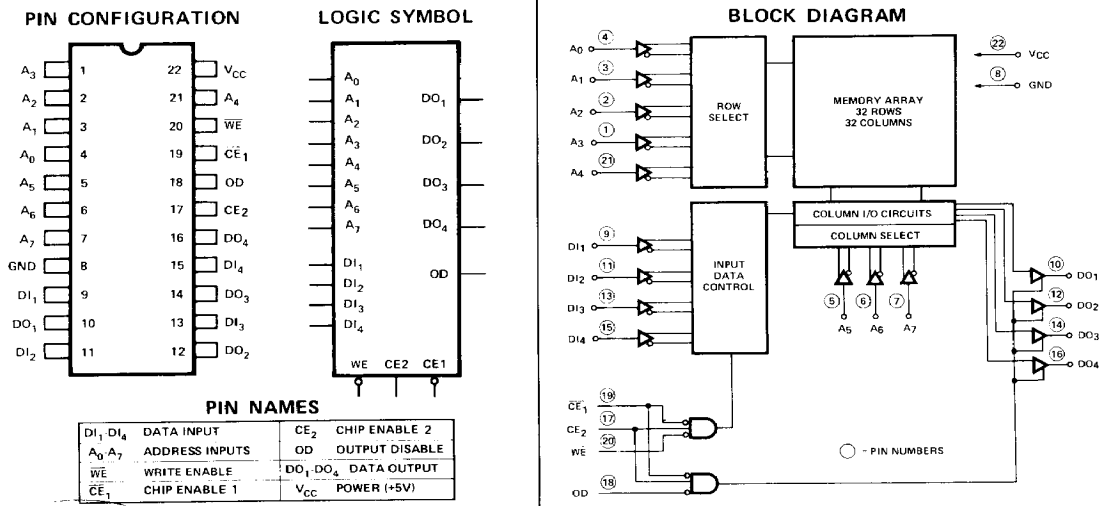 PIN CONFIGURATION
A3 1 22 VCC
A2 2 21 A4
A1 3 20 W̅E̅
A0 4 19 C̅E̅1
A5 5 18 OD
A6 6 17 CE2
A7 7 16 DO4
GND 8 15 DI4
DI1 9 14 DO3
DO1 10 13 DI3
DI2 11 12 DO2
LOGIC SYMBOL
A0
A1 DO1
A2
A3 DO2
A4
A5 DO3
A6
A7 DO4
DI1 OD
DI2
DI3
DI4
WE CE2 CE1
PIN NAMES
DI1-DI4 DATA INPUT CE2 CHIP ENABLE 2
A0-A7 ADDRESS INPUTS OD OUTPUT DISABLE
W̅E̅ WRITE ENABLE DO1-DO4 DATA OUTPUT
C̅E̅1 CHIP ENABLE 1 VCC POWER (+5V)
BLOCK DIAGRAM
A0 4
A1 3
A2 2
A3 1
A4 21
ROW
SELECT
MEMORY ARRAY
32 ROWS
32 COLUMNS
22 VCC
8 GND
COLUMN I/O CIRCUITS
COLUMN SELECT
DI1 9
DI2 11
DI3 13
DI4 15
INPUT
DATA
CONTROL
5 6 7
A5 A6 A7
10 DO1
12 DO2
14 DO3
16 DO4
C̅E̅1 19
CE2 17
W̅E̅ 20
OD 18
- PIN NUMBERS